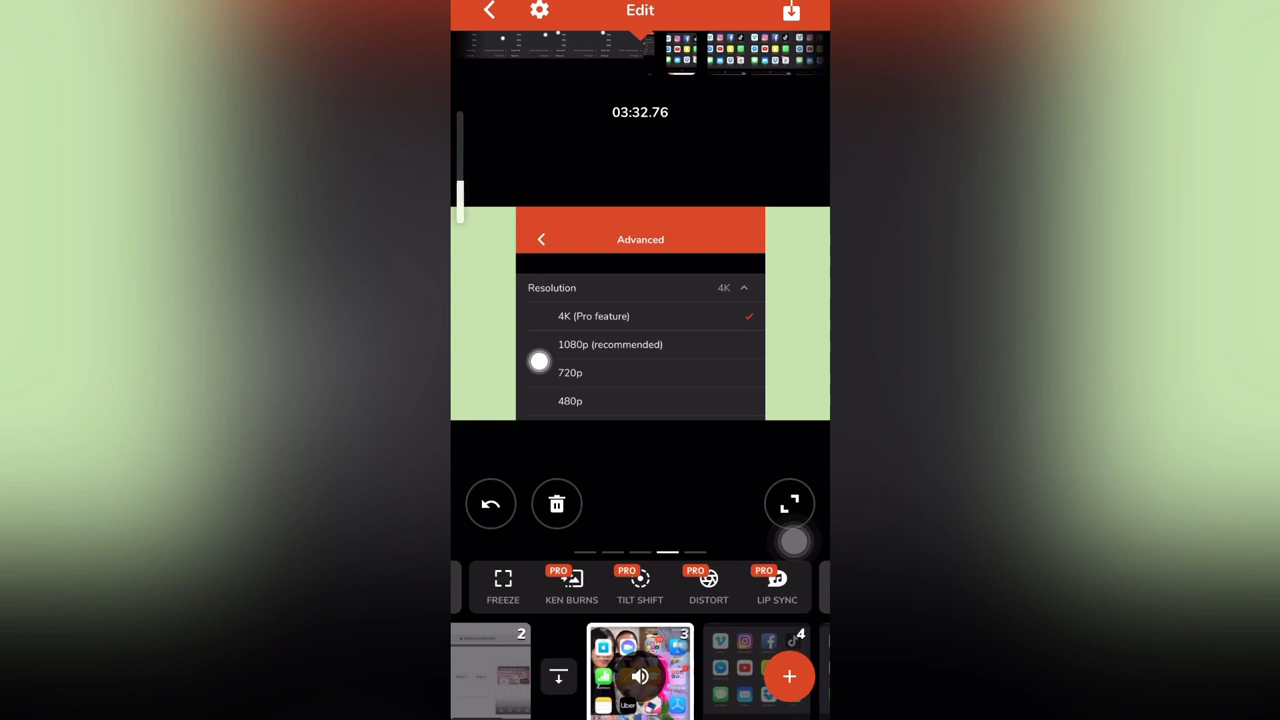 Edit
03:32.76
Advanced
Resolution 4K
4K (Pro feature)
1080p (recommended)
720p
480p
PRO PRO PRO PRO
FREEZE KEN BURNS TILT SHIFT DISTORT LIP SYNC
2 3 4
Uber